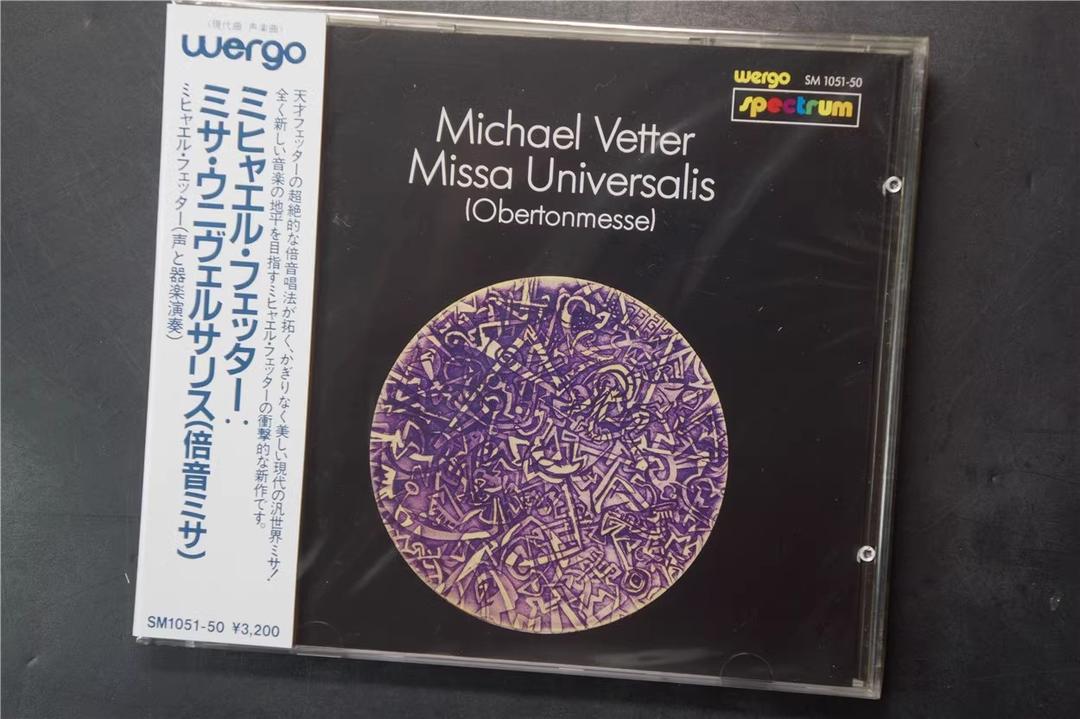 (現代曲 声楽曲)
wergo
天才フェッターの超絶的な倍音唱法が拓く、かぎりなく美しい現代の汎世界ミサ!
全く新しい音楽の地平を目指すミヒャエル・フェッターの衝撃的な新作です。
ミヒャエル・フェッター:
ミサ・ウニヴェルサリス(倍音ミサ)
ミヒャエル・フェッター(声と器楽演奏)
SM1051-50 ¥3,200
wergo SM 1051-50
spectrum
Michael Vetter
Missa Universalis
(Obertonmesse)